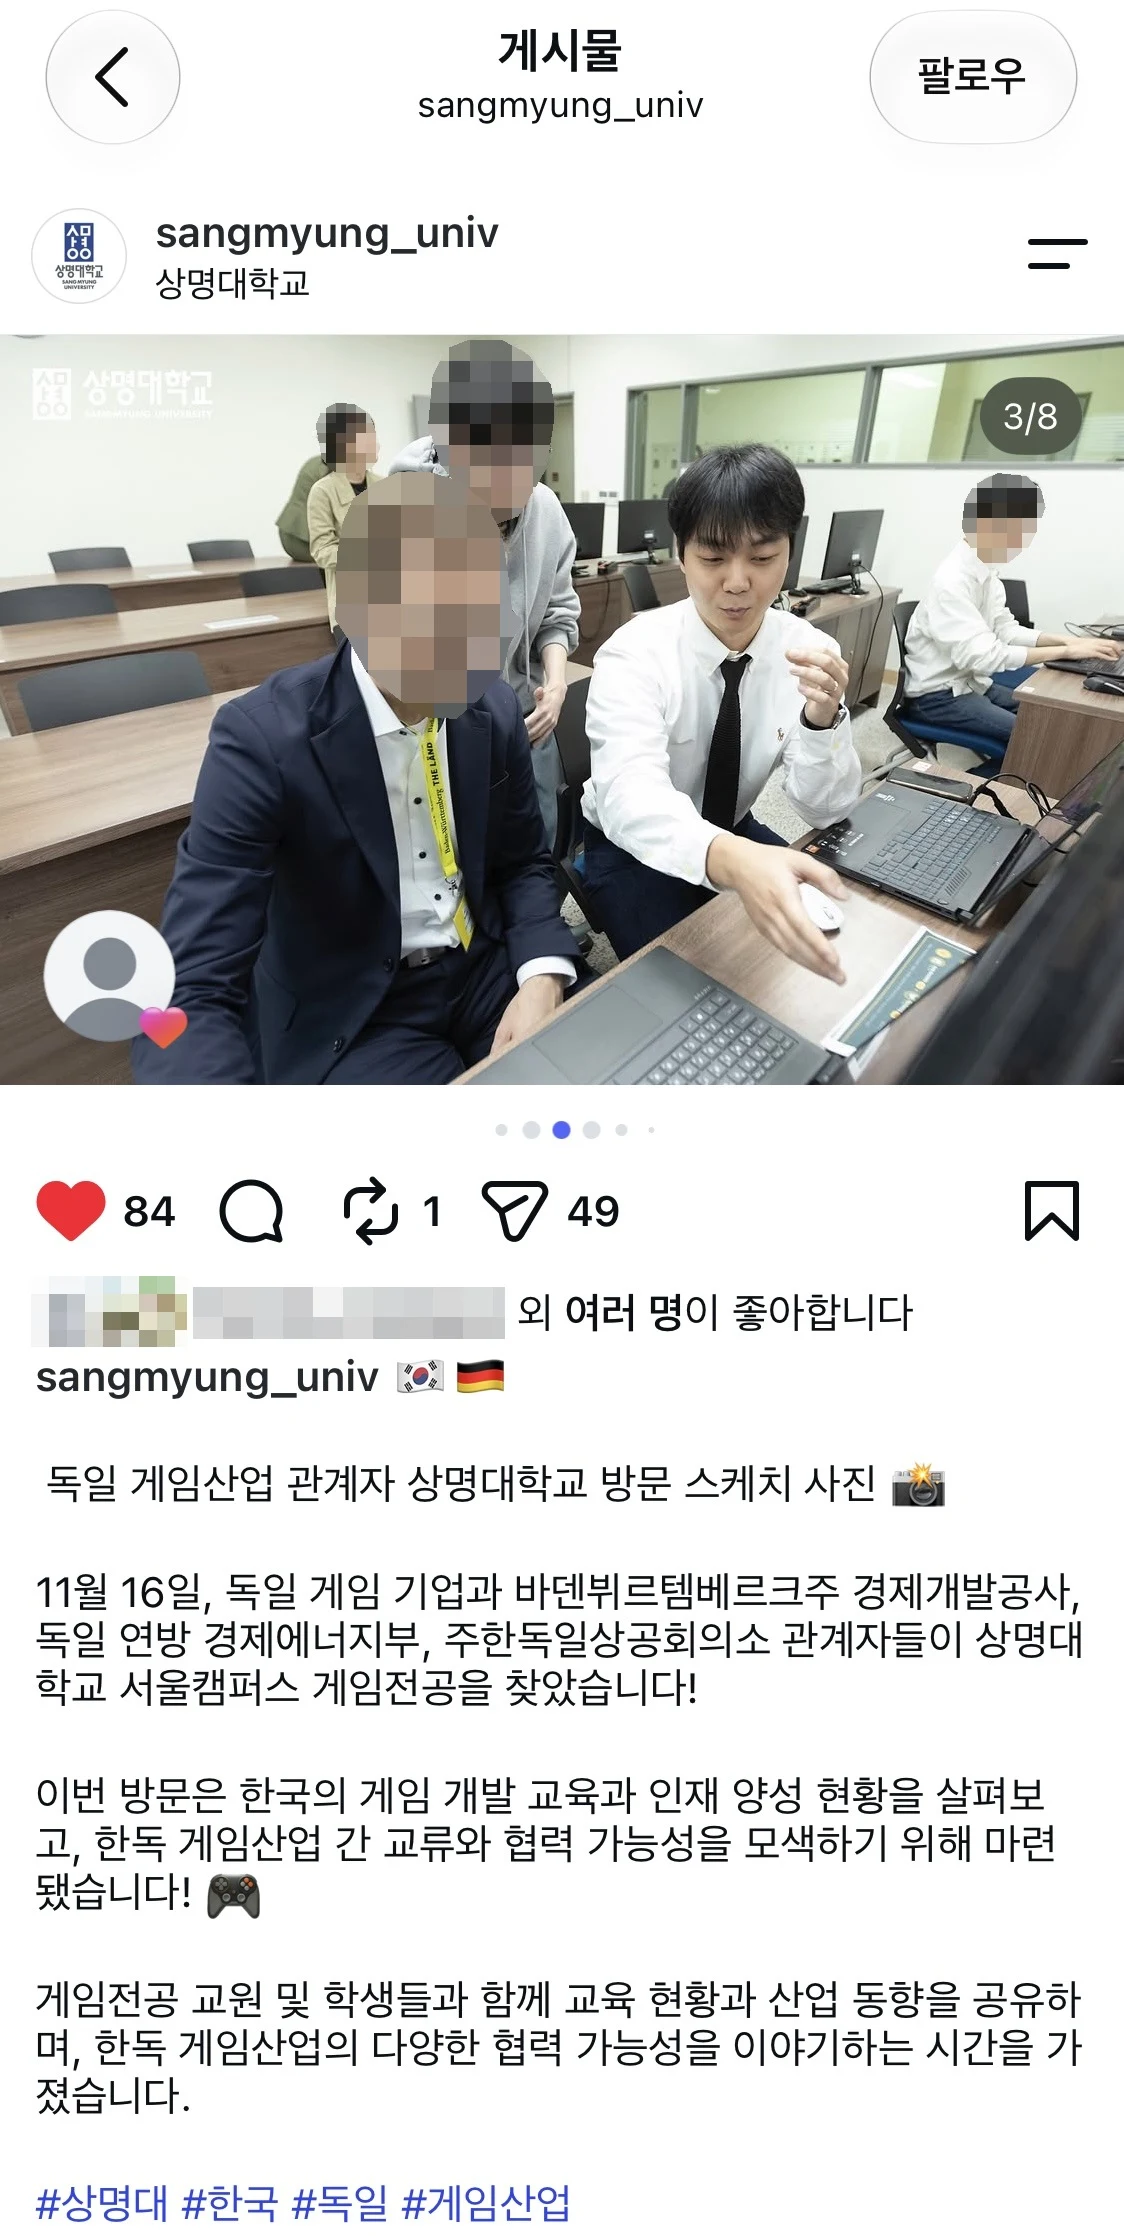 게시물
sangmyung_univ
팔로우
상명대학교
SANGMYUNG
UNIVERSITY
sangmyung_univ
상명대학교
상명대학교
SANGMYUNG UNIVERSITY
3/8
THE LÄND
Baden-Württemberg
84
1
49
외 여러 명이 좋아합니다
sangmyung_univ 🇰🇷 🇩🇪
독일 게임산업 관계자 상명대학교 방문 스케치 사진 📸
11월 16일, 독일 게임 기업과 바덴뷔르템베르크주 경제개발공사,
독일 연방 경제에너지부, 주한독일상공회의소 관계자들이 상명대
학교 서울캠퍼스 게임전공을 찾았습니다!
이번 방문은 한국의 게임 개발 교육과 인재 양성 현황을 살펴보
고, 한독 게임산업 간 교류와 협력 가능성을 모색하기 위해 마련
됐습니다! 🎮
게임전공 교원 및 학생들과 함께 교육 현황과 산업 동향을 공유하
며, 한독 게임산업의 다양한 협력 가능성을 이야기하는 시간을 가
졌습니다.
#상명대 #한국 #독일 #게임산업